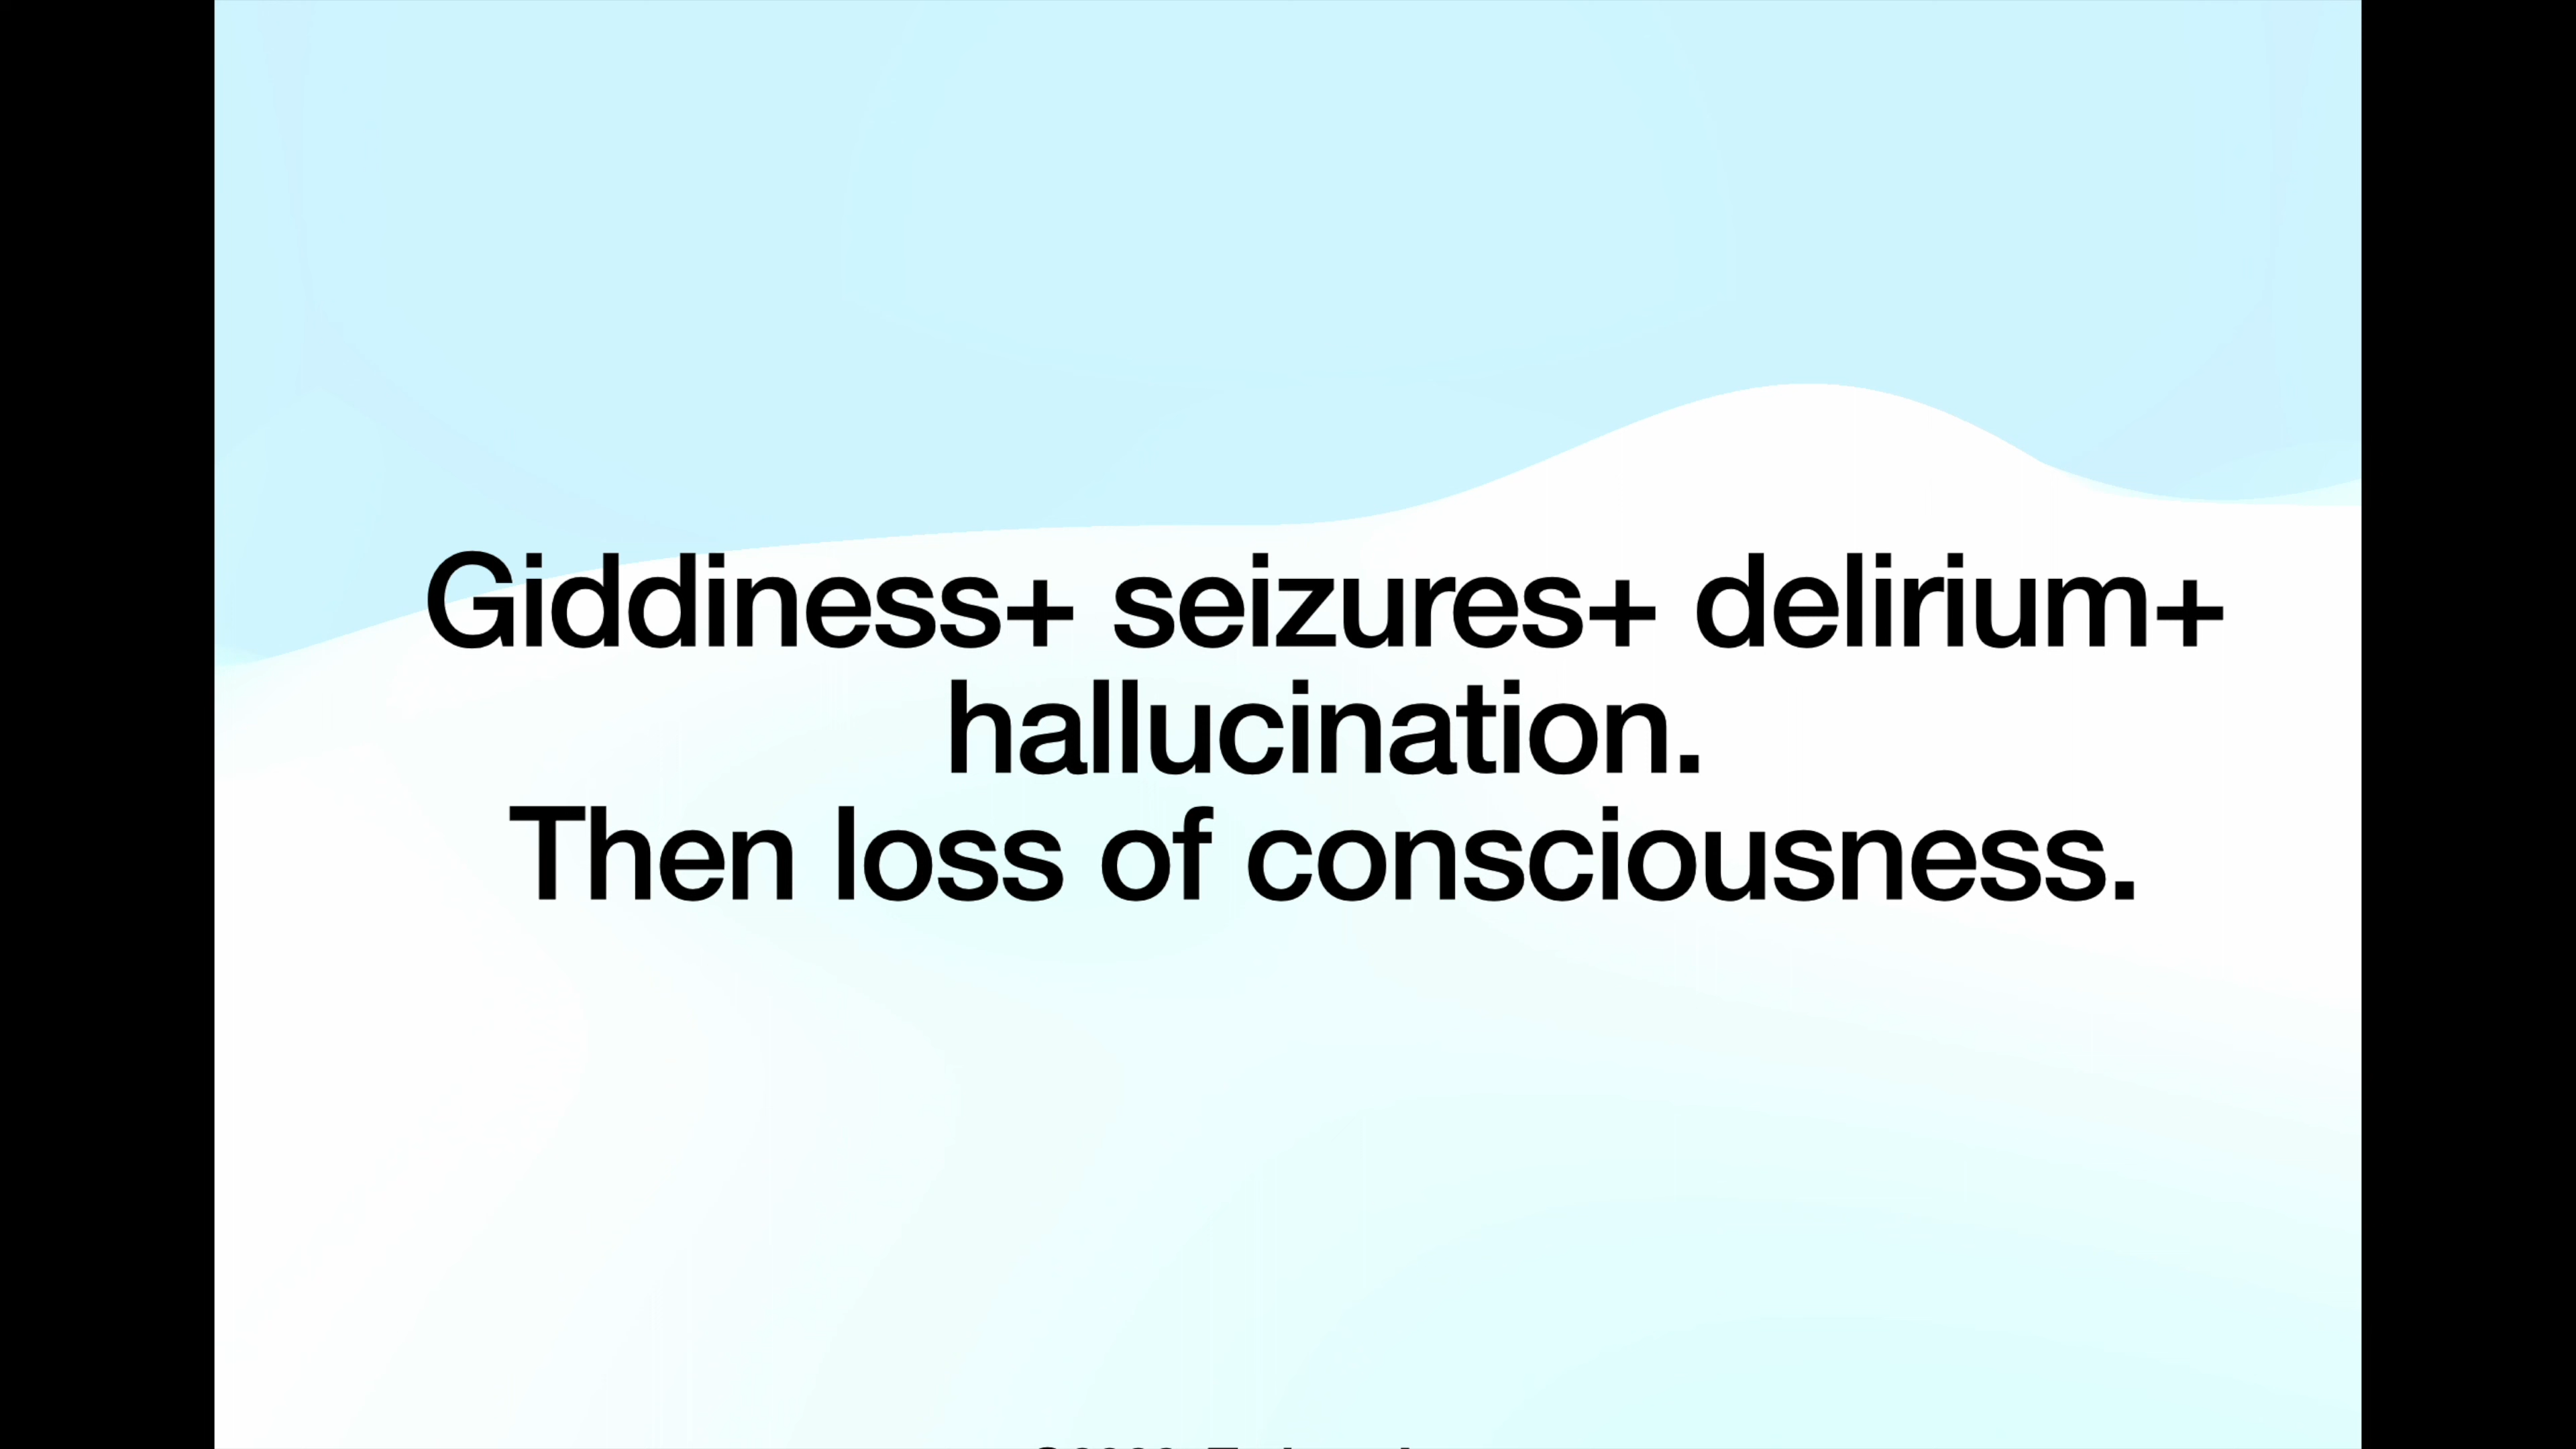 Giddiness+ seizures+ delirium+
hallucination.
Then loss of consciousness.